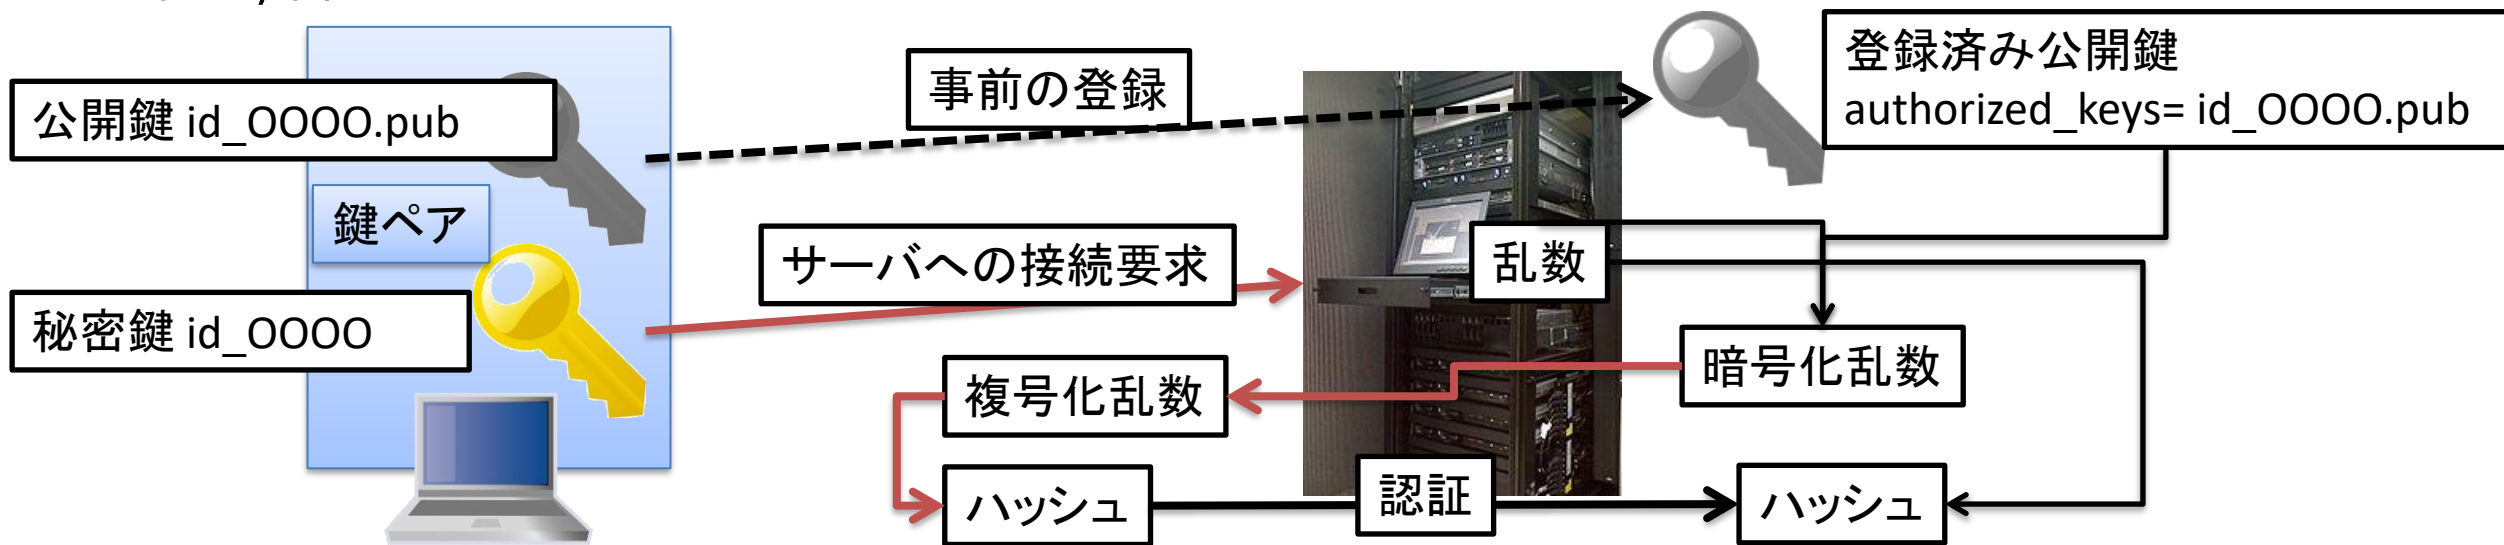 公開鍵 id_OOOO.pub
鍵ペア
秘密鍵 id_OOOO
事前の登録
サーバへの接続要求
登録済み公開鍵
authorized_keys= id_OOOO.pub
乱数
暗号化乱数
複号化乱数
ハッシュ
認証
ハッシュ